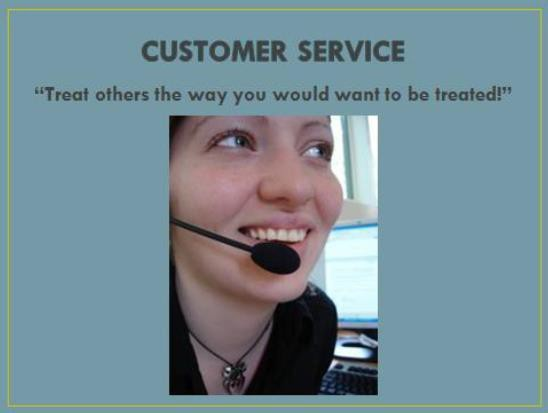 CUSTOMER SERVICE
“Treat others the way you would want to be treated!”